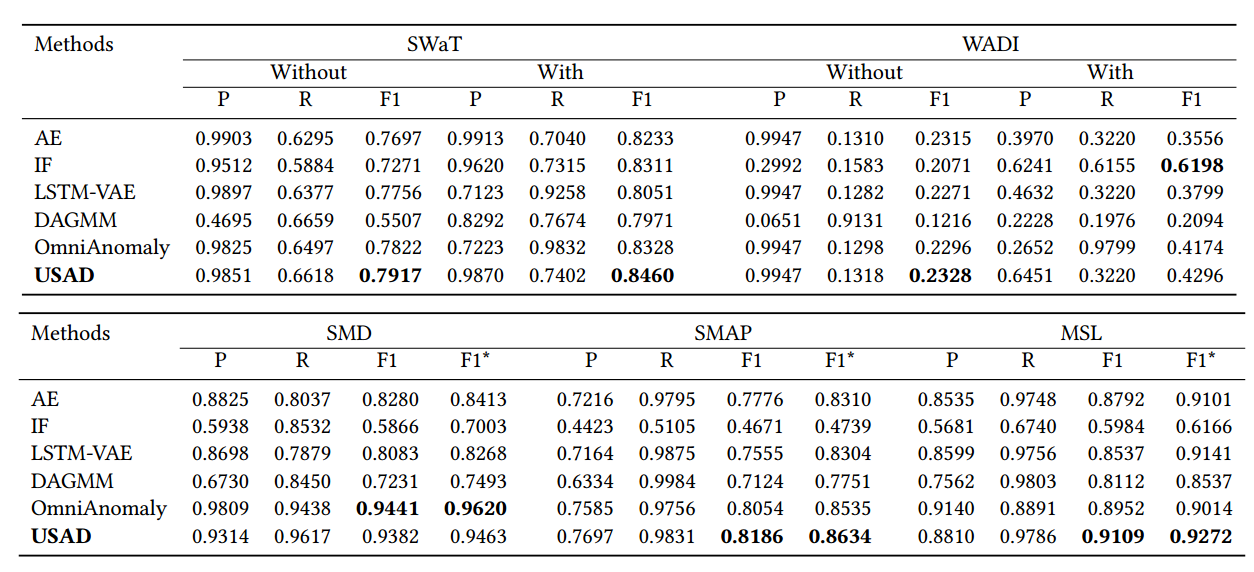 Methods SWaT WADI
Without With Without With
P R F1 P R F1 P R F1 P R F1
AE 0.9903 0.6295 0.7697 0.9913 0.7040 0.8233 0.9947 0.1310 0.2315 0.3970 0.3220 0.3556
IF 0.9512 0.5884 0.7271 0.9620 0.7315 0.8311 0.2992 0.1583 0.2071 0.6241 0.6155 0.6198
LSTM-VAE 0.9897 0.6377 0.7756 0.7123 0.9258 0.8051 0.9947 0.1282 0.2271 0.4632 0.3220 0.3799
DAGMM 0.4695 0.6659 0.5507 0.8292 0.7674 0.7971 0.0651 0.9131 0.1216 0.2228 0.1976 0.2094
OmniAnomaly 0.9825 0.6497 0.7822 0.7223 0.9832 0.8328 0.9947 0.1298 0.2296 0.2652 0.9799 0.4174
USAD 0.9851 0.6618 0.7917 0.9870 0.7402 0.8460 0.9947 0.1318 0.2328 0.6451 0.3220 0.4296
Methods SMD SMAP MSL
P R F1 F1* P R F1 F1* P R F1 F1*
AE 0.8825 0.8037 0.8280 0.8413 0.7216 0.9795 0.7776 0.8310 0.8535 0.9748 0.8792 0.9101
IF 0.5938 0.8532 0.5866 0.7003 0.4423 0.5105 0.4671 0.4739 0.5681 0.6740 0.5984 0.6166
LSTM-VAE 0.8698 0.7879 0.8083 0.8268 0.7164 0.9875 0.7555 0.8304 0.8599 0.9756 0.8537 0.9141
DAGMM 0.6730 0.8450 0.7231 0.7493 0.6334 0.9984 0.7124 0.7751 0.7562 0.9803 0.8112 0.8537
OmniAnomaly 0.9809 0.9438 0.9441 0.9620 0.7585 0.9756 0.8054 0.8535 0.9140 0.8891 0.8952 0.9014
USAD 0.9314 0.9617 0.9382 0.9463 0.7697 0.9831 0.8186 0.8634 0.8810 0.9786 0.9109 0.9272